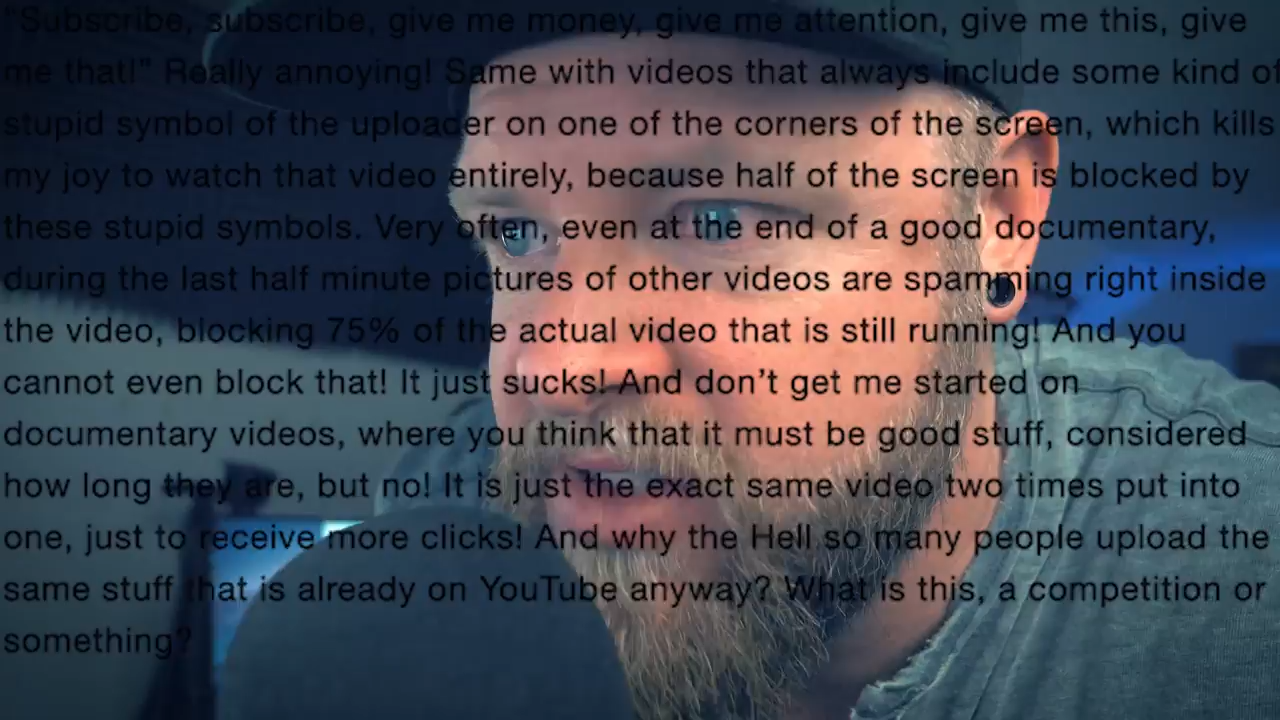 "Subscribe, subscribe, give me money, give me attention, give me this, give
me that!" Really annoying! Same with videos that always include some kind of
stupid symbol of the uploader on one of the corners of the screen, which kills
my joy to watch that video entirely, because half of the screen is blocked by
these stupid symbols. Very often, even at the end of a good documentary,
during the last half minute pictures of other videos are spamming right inside
the video, blocking 75% of the actual video that is still running! And you
cannot even block that! It just sucks! And don’t get me started on
documentary videos, where you think that it must be good stuff, considered
how long they are, but no! It is just the exact same video two times put into
one, just to receive more clicks! And why the Hell so many people upload the
same stuff that is already on YouTube anyway? What is this, a competition or
something?